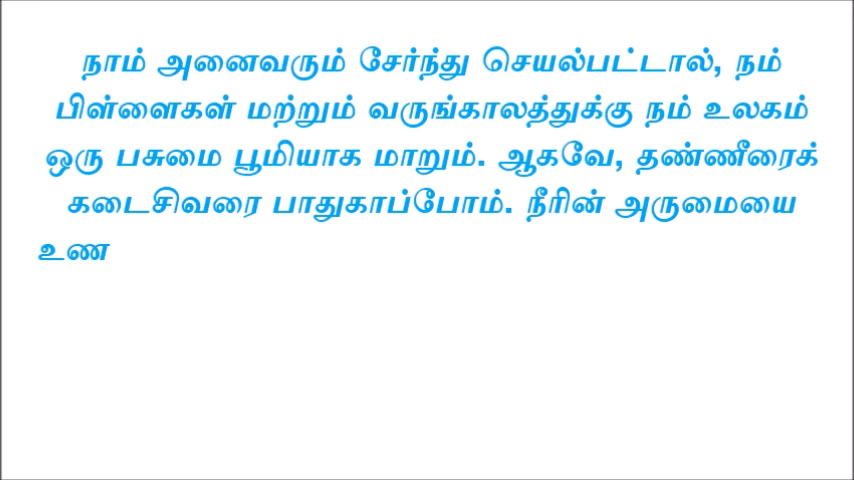 நாம் அனைவரும் சேர்ந்து செயல்பட்டால், நம்
பிள்ளைகள் மற்றும் வருங்காலத்துக்கு நம் உலகம்
ஒரு பசுமை பூமியாக மாறும். ஆகவே, தண்ணீரைக்
கடைசிவரை பாதுகாப்போம். நீரின் அருமையை
உண